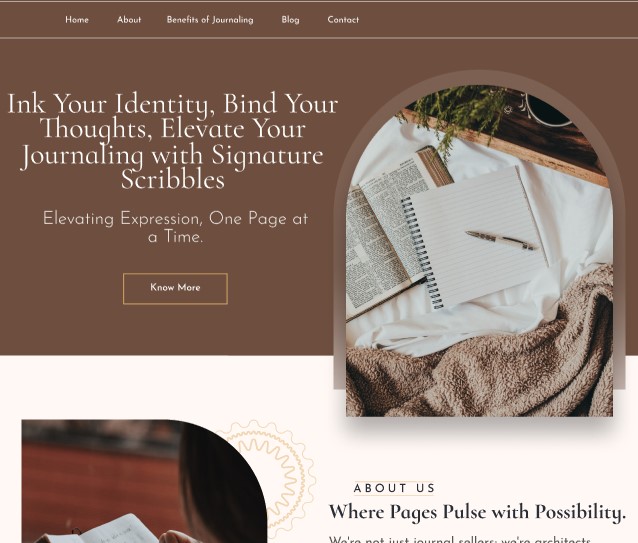 Home About Benefits of Journaling Blog Contact
Ink Your Identity, Bind Your
Thoughts, Elevate Your
Journaling with Signature
Scribbles
Elevating Expression, One Page at
a Time.
Know More
ABOUT US
Where Pages Pulse with Possibility.
We're not just journal sellers; we're architects